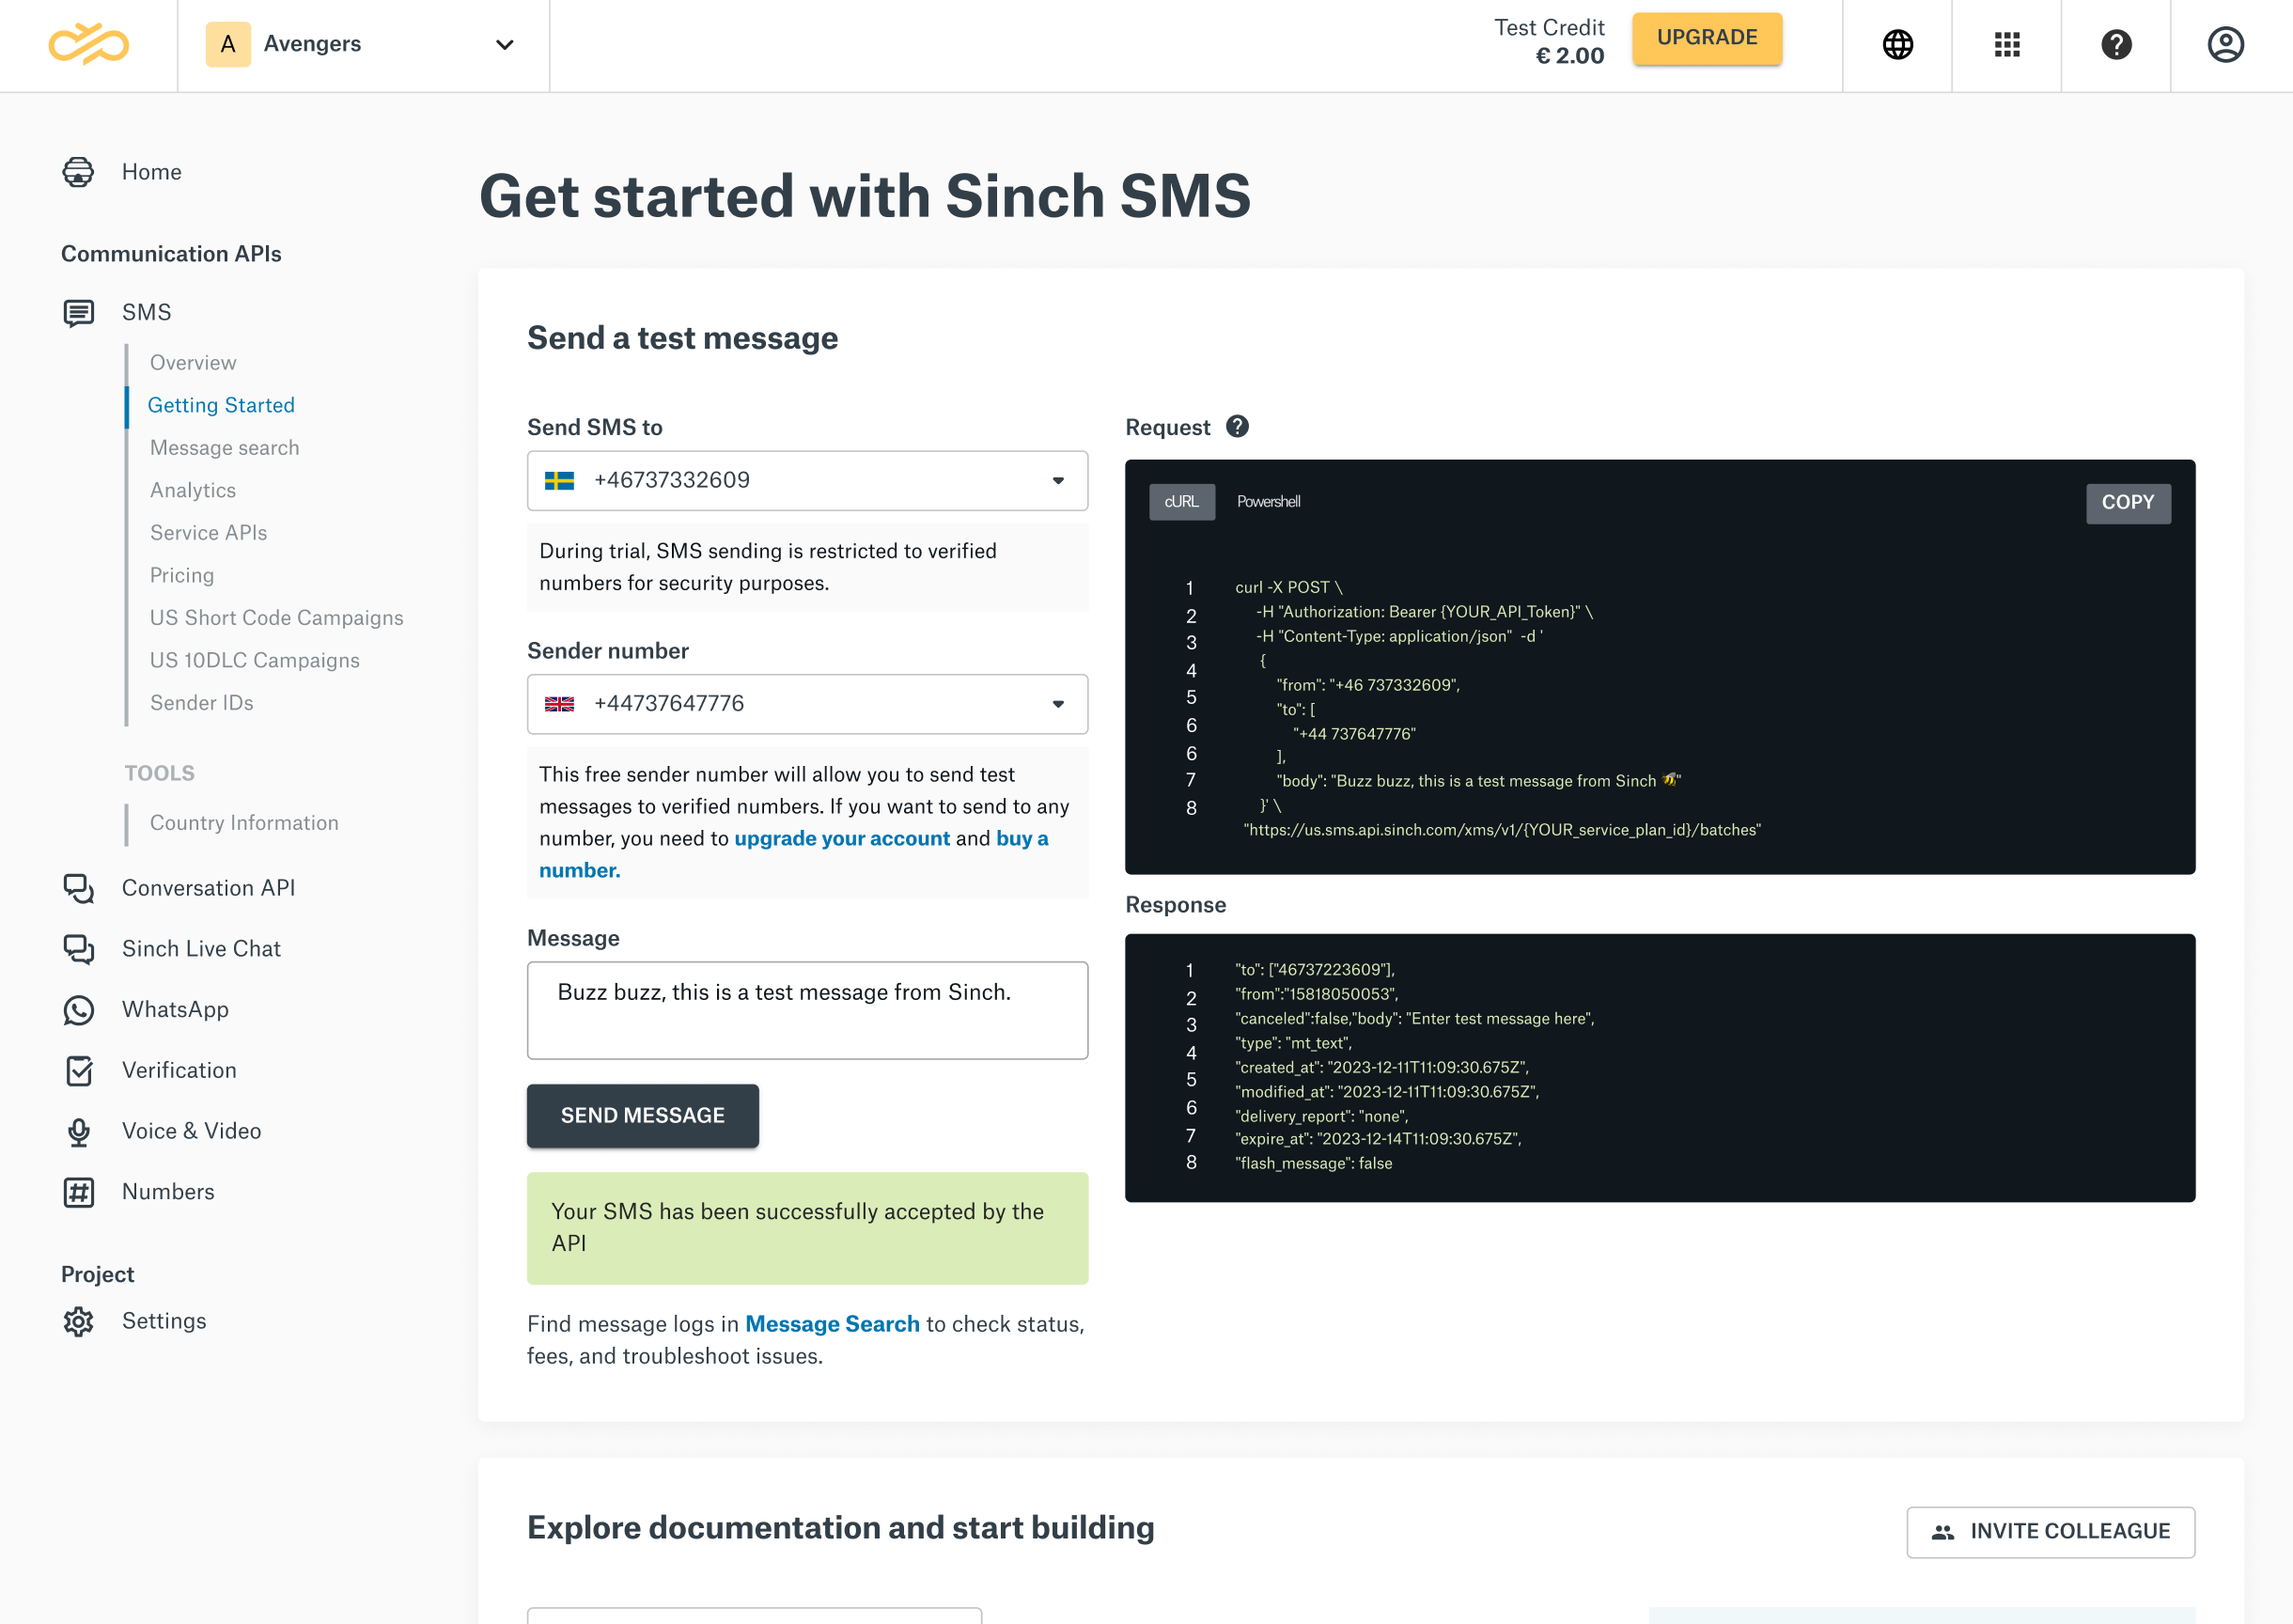 A Avengers
Test Credit
€ 2.00
UPGRADE
Home
Communication APIs
SMS
Overview
Getting Started
Message search
Analytics
Service APIs
Pricing
US Short Code Campaigns
US 10DLC Campaigns
Sender IDs
TOOLS
Country Information
Conversation API
Sinch Live Chat
WhatsApp
Verification
Voice & Video
Numbers
Project
Settings
Get started with Sinch SMS
Send a test message
Send SMS to
+46737332609
During trial, SMS sending is restricted to verified
numbers for security purposes.
Sender number
+44737647776
This free sender number will allow you to send test
messages to verified numbers. If you want to send to any
number, you need to upgrade your account and buy a
number.
Message
Buzz buzz, this is a test message from Sinch.
SEND MESSAGE
Your SMS has been successfully accepted by the
API
Find message logs in Message Search to check status,
fees, and troubleshoot issues.
Request ?
cURL Powershell COPY
1
2
3
4
5
6
6
7
8
curl -X POST \
-H "Authorization: Bearer {YOUR_API_Token}" \
-H "Content-Type: application/json" -d '
{
"from": "+46 737332609",
"to": [
"+44 737647776"
],
"body": "Buzz buzz, this is a test message from Sinch 🐝"
}' \
"https://us.sms.api.sinch.com/xms/v1/{YOUR_service_plan_id}/batches"
Response
1
2
3
4
5
6
7
8
"to": ["46737223609"],
"from":"15818050053",
"canceled":false,"body": "Enter test message here",
"type": "mt_text",
"created_at": "2023-12-11T11:09:30.675Z",
"modified_at": "2023-12-11T11:09:30.675Z",
"delivery_report": "none",
"expire_at": "2023-12-14T11:09:30.675Z",
"flash_message": false
Explore documentation and start building
INVITE COLLEAGUE